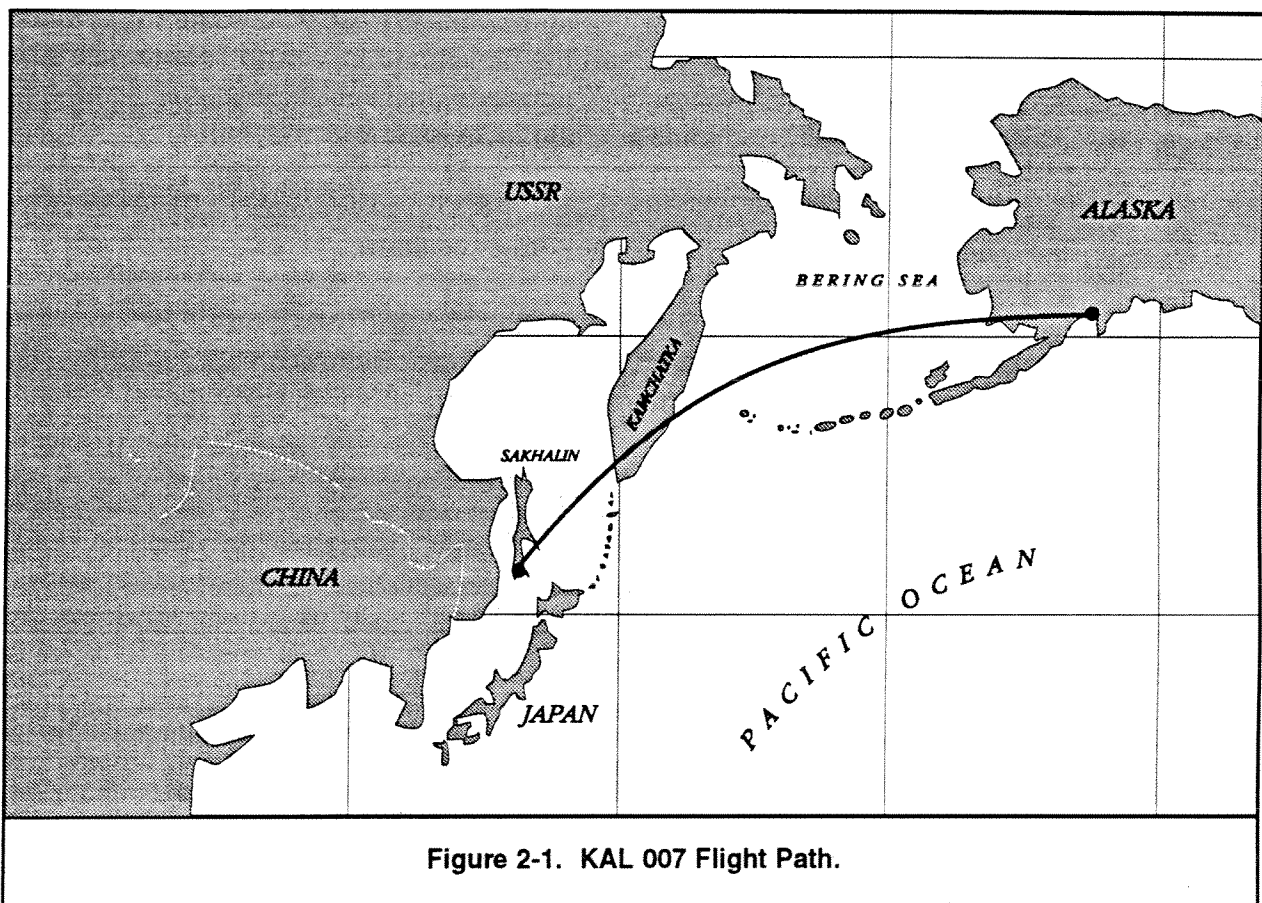 USSR
ALASKA
BERING SEA
KAMCHATKA
SAKHALIN
CHINA
PACIFIC OCEAN
JAPAN
Figure 2-1. KAL 007 Flight Path.